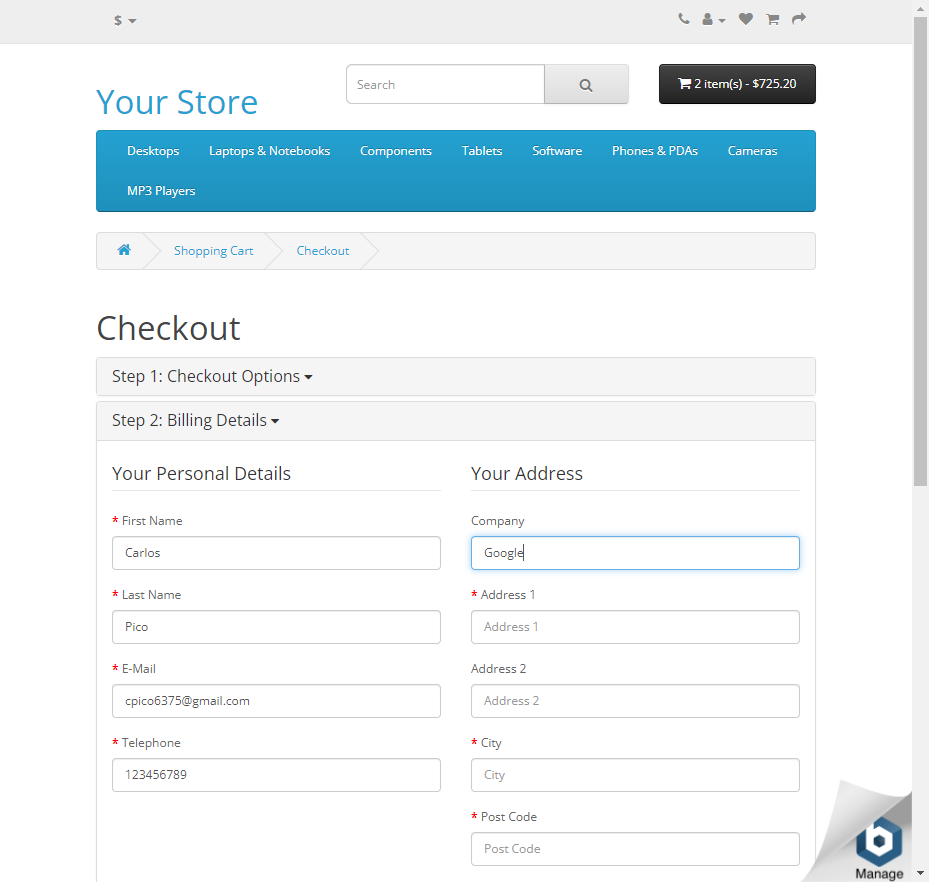 $
2 item(s) - $725.20
Search
Your Store
Desktops Laptops & Notebooks Components Tablets Software Phones & PDAs Cameras
MP3 Players
Shopping Cart Checkout
Checkout
Step 1: Checkout Options
Step 2: Billing Details
Your Personal Details
* First Name
Carlos
* Last Name
Pico
* E-Mail
cpico6375@gmail.com
* Telephone
123456789
Your Address
Company
Google
* Address 1
Address 1
Address 2
Address 2
* City
City
* Post Code
Post Code
b
Manage